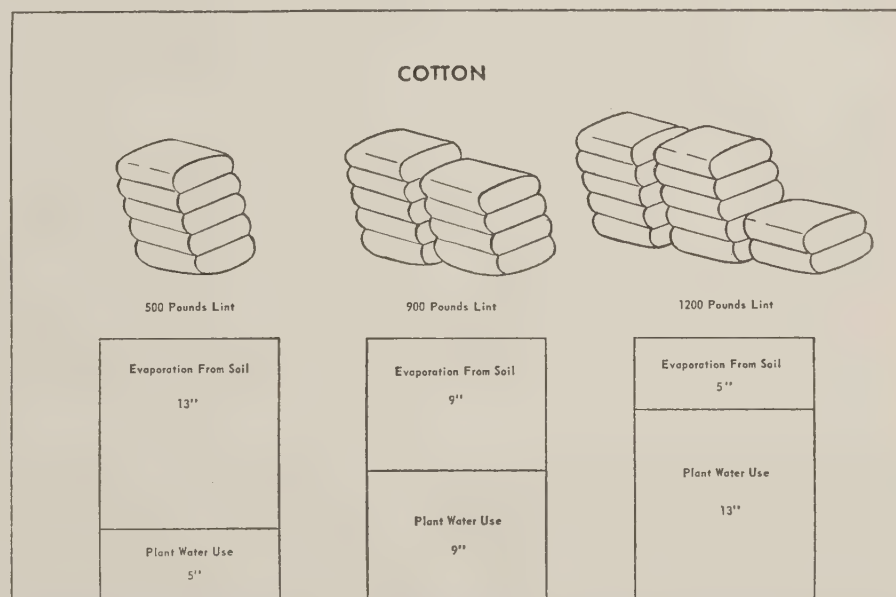 COTTON
500 Pounds Lint
900 Pounds Lint
1200 Pounds Lint
Evaporation From Soil
13"
Evaporation From Soil
9"
Evaporation From Soil
5"
Plant Water Use
5"
Plant Water Use
9"
Plant Water Use
13"